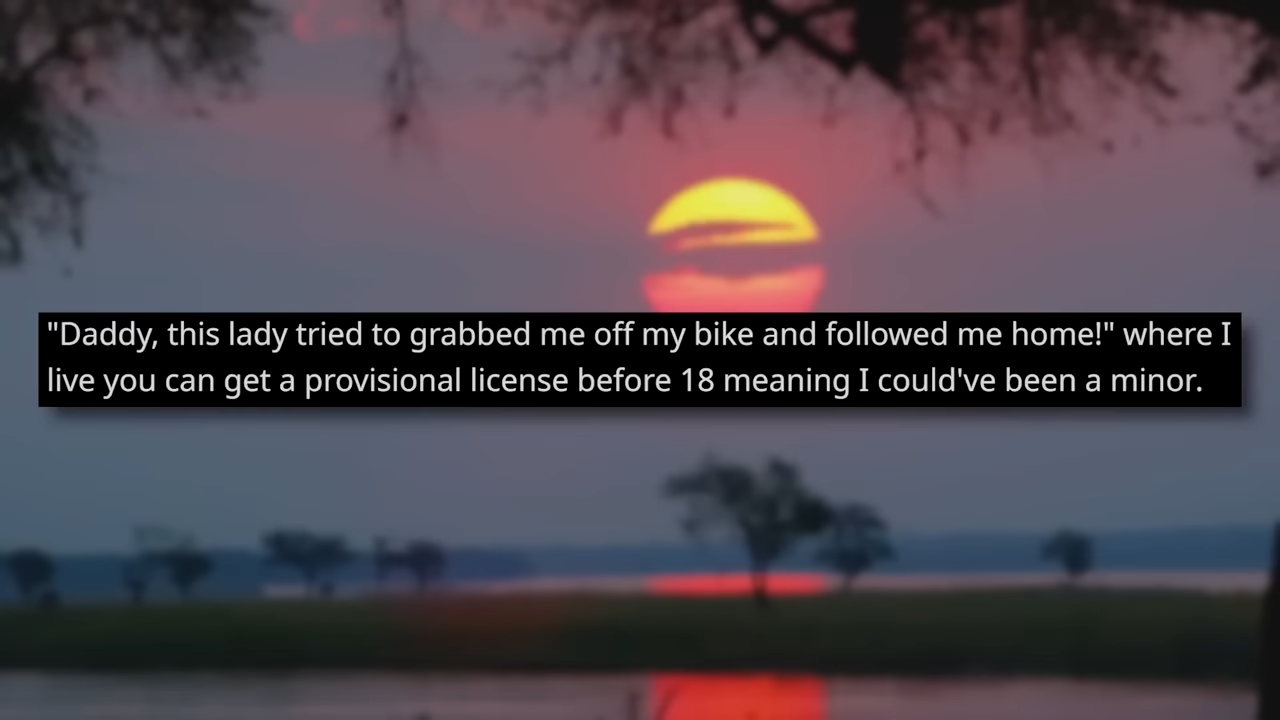 "Daddy, this lady tried to grabbed me off my bike and followed me home!" where I
live you can get a provisional license before 18 meaning I could've been a minor.